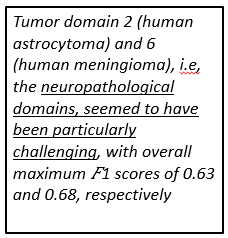 Tumor domain 2 (human
astrocytoma) and 6
(human meningioma), i.e,
the neuropathological
domains, seemed to have
been particularly
challenging, with overall
maximum F1 scores of 0.63
and 0.68, respectively